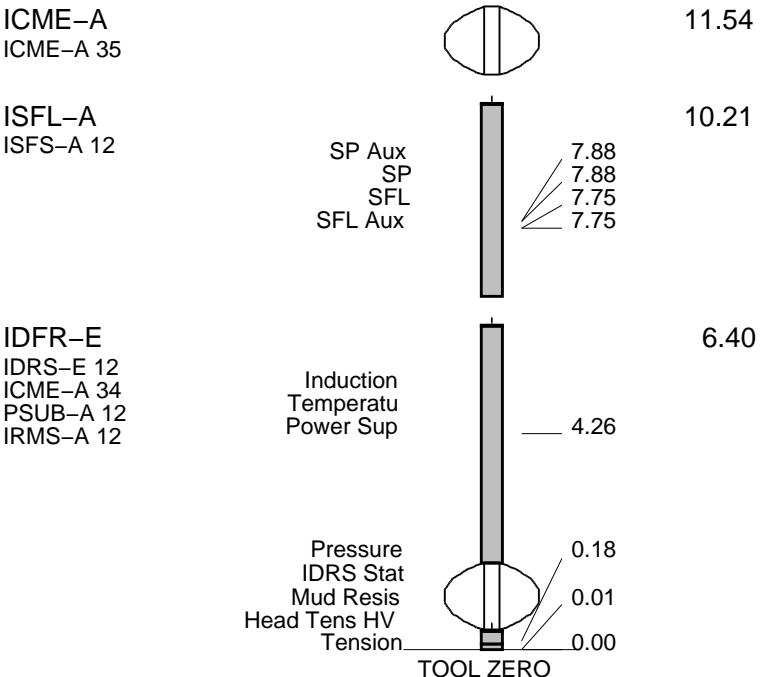 ICME–A 11.54
ICME–A 35
ISFL–A 10.21
ISFS–A 12
SP Aux 7.88
SP 7.88
SFL 7.75
SFL Aux 7.75
IDFR–E 6.40
IDRS–E 12
ICME–A 34
PSUB–A 12
IRMS–A 12
Induction
Temperatu
Power Sup 4.26
Pressure 0.18
IDRS Stat
Mud Resis 0.01
Head Tens HV
Tension 0.00
TOOL ZERO